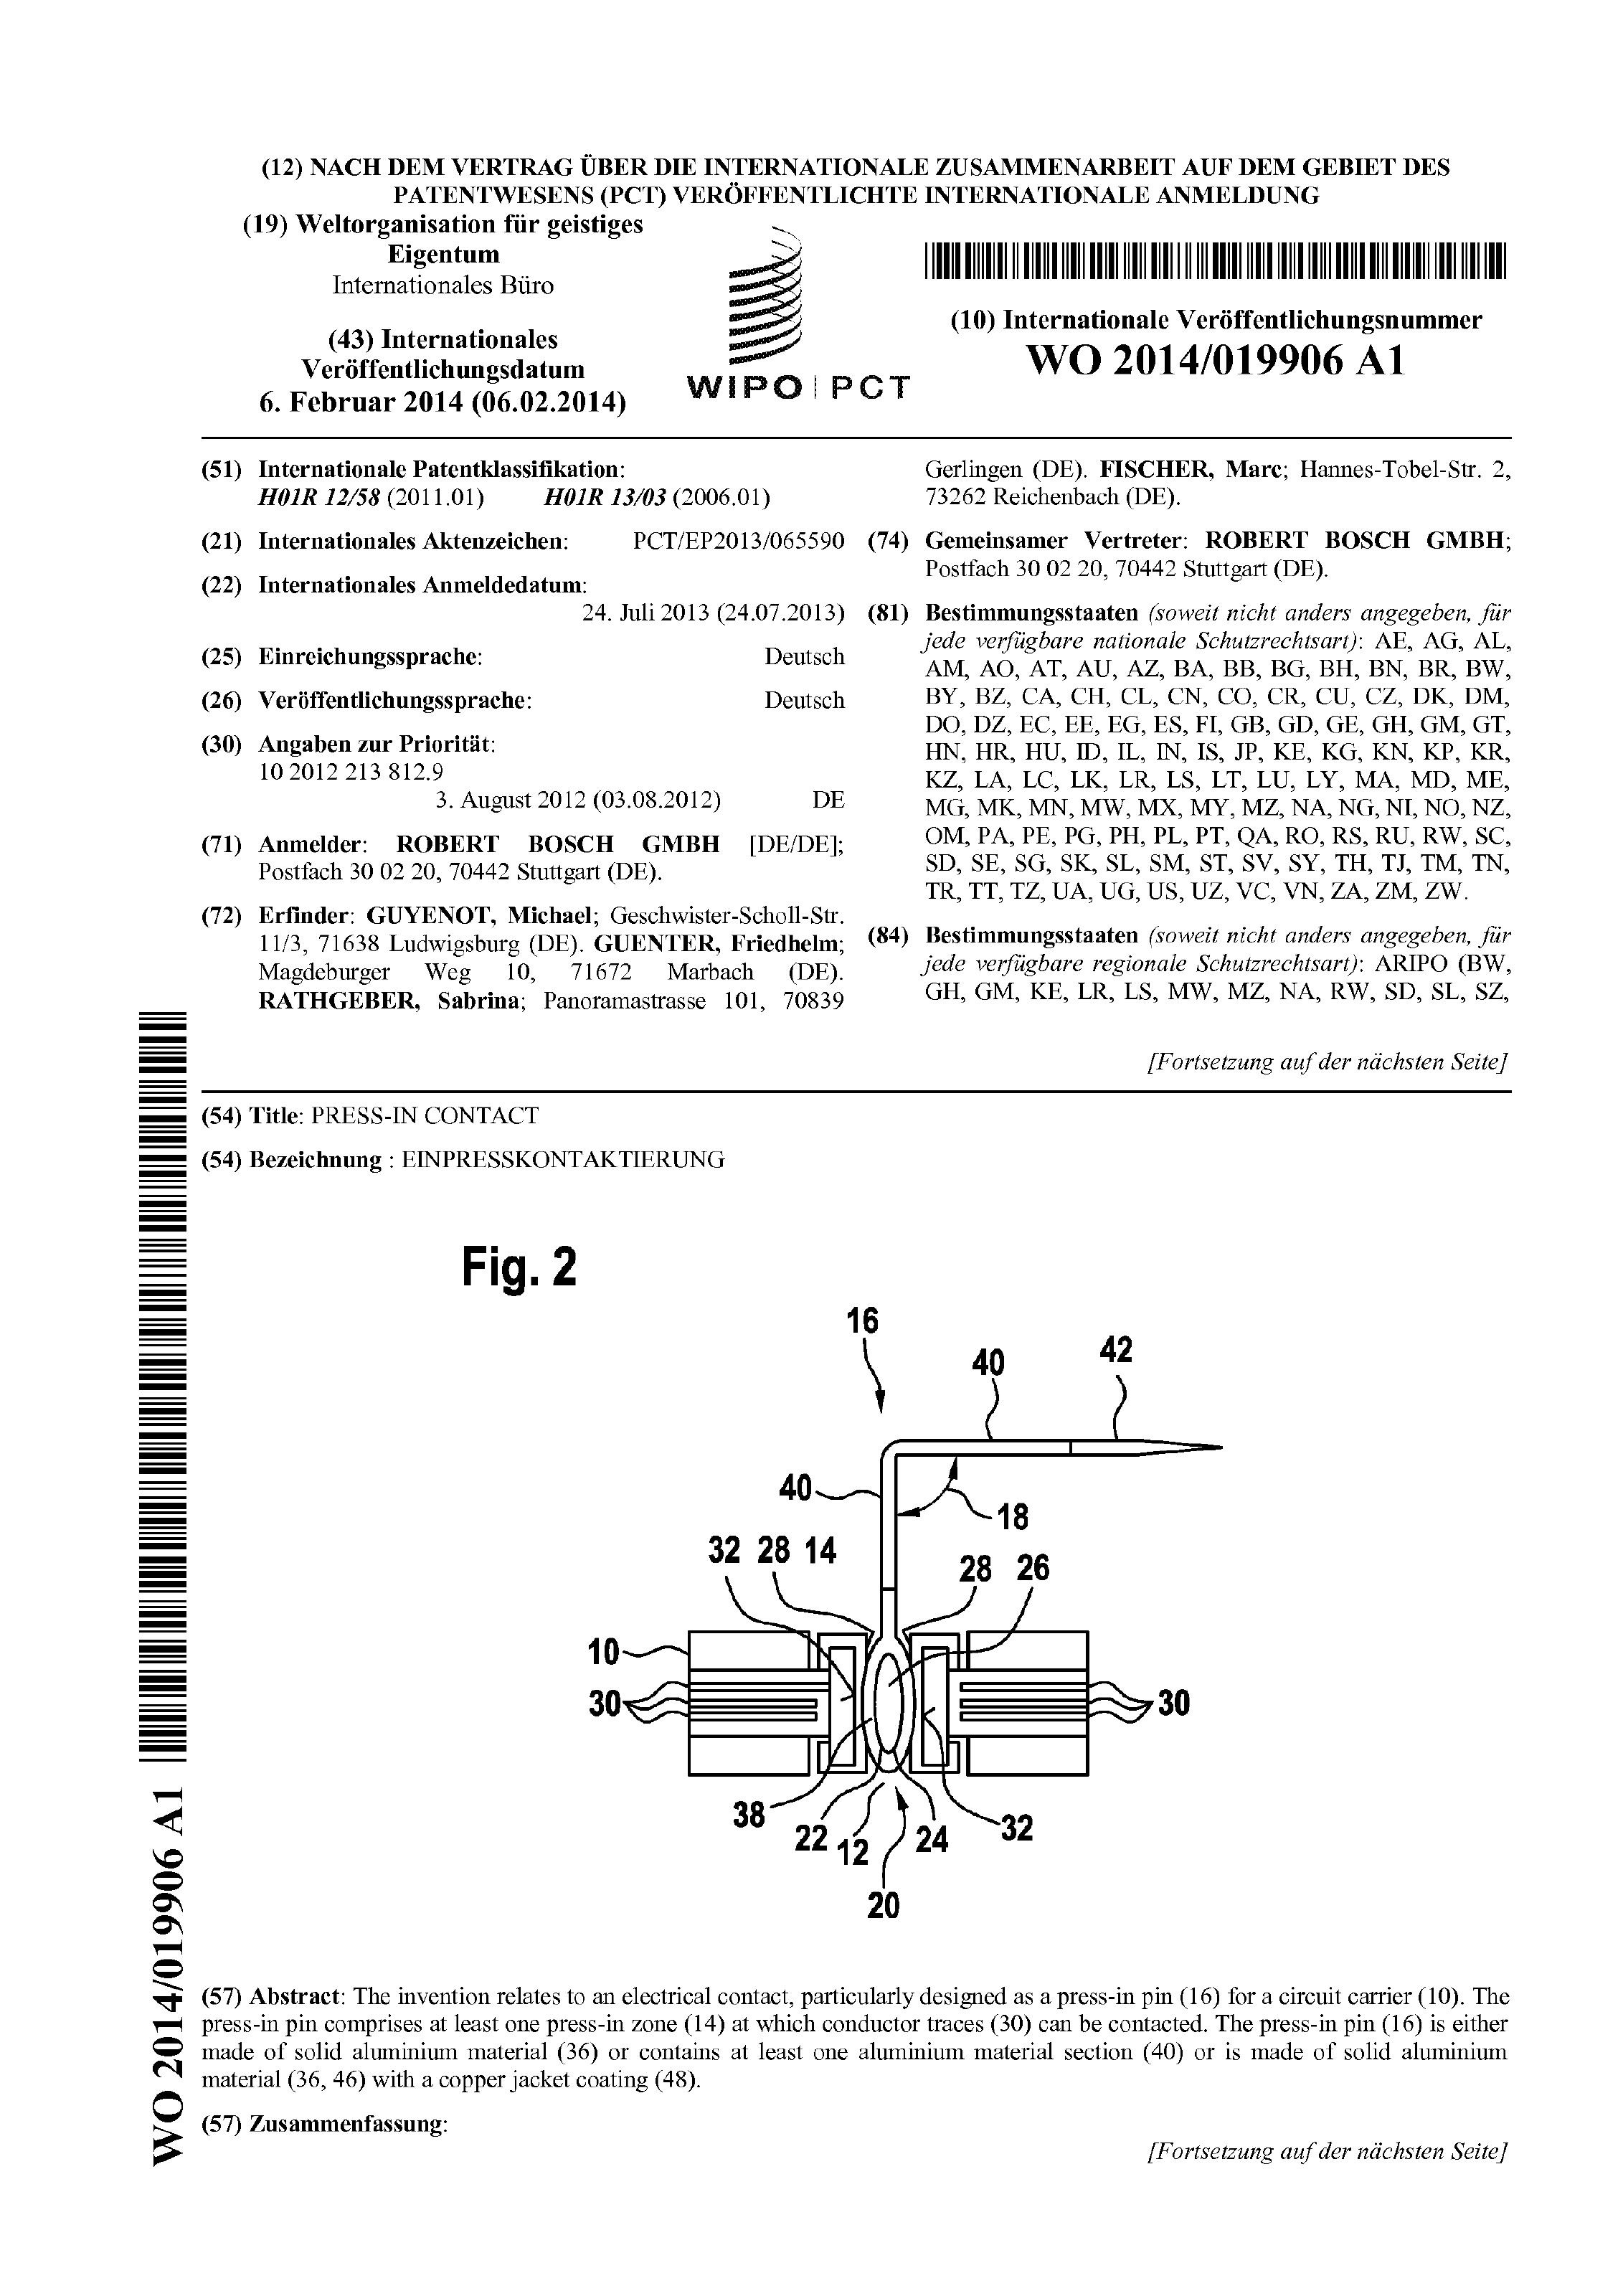 (12) NACH DEM VERTRAG ÜBER DIE INTERNATIONALE ZUSAMMENARBEIT AUF DEM GEBIET DES
PATENTWESENS (PCT) VERÖFFENTLICHTE INTERNATIONALE ANMELDUNG
(19) Weltorganisation für geistiges
Eigentum
Internationales Büro
(43) Internationales
Veröffentlichungsdatum
6. Februar 2014 (06.02.2014)
WIPO | PCT
(10) Internationale Veröffentlichungsnummer
WO 2014/019906 A1
(51) Internationale Patentklassifikation:
H01R 12/58 (2011.01) H01R 13/03 (2006.01)
(21) Internationales Aktenzeichen: PCT/EP2013/065590
(22) Internationales Anmeldedatum:
24. Juli 2013 (24.07.2013)
(25) Einreichungssprache: Deutsch
(26) Veröffentlichungssprache: Deutsch
(30) Angaben zur Priorität:
10 2012 213 812.9
3. August 2012 (03.08.2012) DE
(71) Anmelder: ROBERT BOSCH GMBH [DE/DE];
Postfach 30 02 20, 70442 Stuttgart (DE).
(72) Erfinder: GUYENOT, Michael; Geschwister-Scholl-Str.
11/3, 71638 Ludwigsburg (DE). GUENTER, Friedhelm;
Magdeburger Weg 10, 71672 Marbach (DE).
RATHGEBER, Sabrina; Panoramastrasse 101, 70839
Gerlingen (DE). FISCHER, Marc; Hannes-Tobel-Str. 2,
73262 Reichenbach (DE).
(74) Gemeinsamer Vertreter: ROBERT BOSCH GMBH;
Postfach 30 02 20, 70442 Stuttgart (DE).
(81) Bestimmungsstaaten (soweit nicht anders angegeben, für
jede verfügbare nationale Schutzrechtsart): AE, AG, AL,
AM, AO, AT, AU, AZ, BA, BB, BG, BH, BN, BR, BW,
BY, BZ, CA, CH, CL, CN, CO, CR, CU, CZ, DK, DM,
DO, DZ, EC, EE, EG, ES, FI, GB, GD, GE, GH, GM, GT,
HN, HR, HU, ID, IL, IN, IS, JP, KE, KG, KN, KP, KR,
KZ, LA, LC, LK, LR, LS, LT, LU, LY, MA, MD, ME,
MG, MK, MN, MW, MX, MY, MZ, NA, NG, NI, NO, NZ,
OM, PA, PE, PG, PH, PL, PT, QA, RO, RS, RU, RW, SC,
SD, SE, SG, SK, SL, SM, ST, SV, SY, TH, TJ, TM, TN,
TR, TT, TZ, UA, UG, US, UZ, VC, VN, ZA, ZM, ZW.
(84) Bestimmungsstaaten (soweit nicht anders angegeben, für
jede verfügbare regionale Schutzrechtsart): ARIPO (BW,
GH, GM, KE, LR, LS, MW, MZ, NA, RW, SD, SL, SZ,
[Fortsetzung auf der nächsten Seite]
(54) Title: PRESS-IN CONTACT
(54) Bezeichnung : EINPRESSKONTAKTIERUNG
Fig. 2
16
40 42
40
18
32 28 14
28 26
10
30 30
38
22 12 24 32
20
WO 2014/019906 A1
(57) Abstract: The invention relates to an electrical contact, particularly designed as a press-in pin (16) for a circuit carrier (10). The
press-in pin comprises at least one press-in zone (14) at which conductor traces (30) can be contacted. The press-in pin (16) is either
made of solid aluminium material (36) or contains at least one aluminium material section (40) or is made of solid aluminium
material (36, 46) with a copper jacket coating (48).
(57) Zusammenfassung:
[Fortsetzung auf der nächsten Seite]